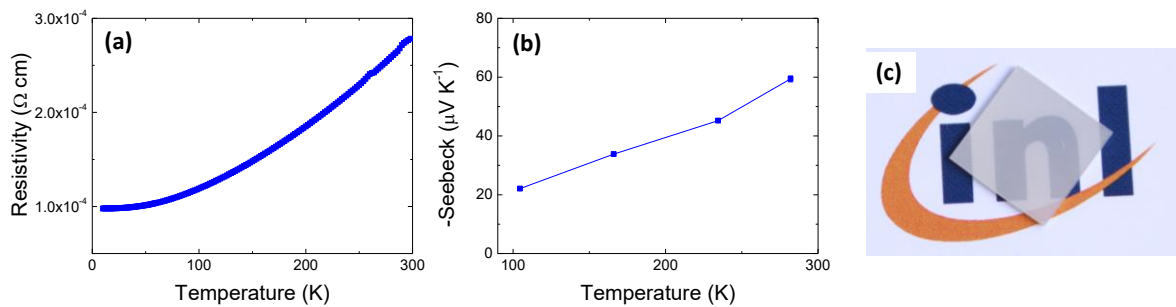 (a)
Resistivity (Ω cm)
3.0x10⁻⁴
2.0x10⁻⁴
1.0x10⁻⁴
0
100
200
300
Temperature (K)
(b)
-Seebeck (μV K⁻¹)
80
60
40
20
0
100
200
300
Temperature (K)
(c)
inl